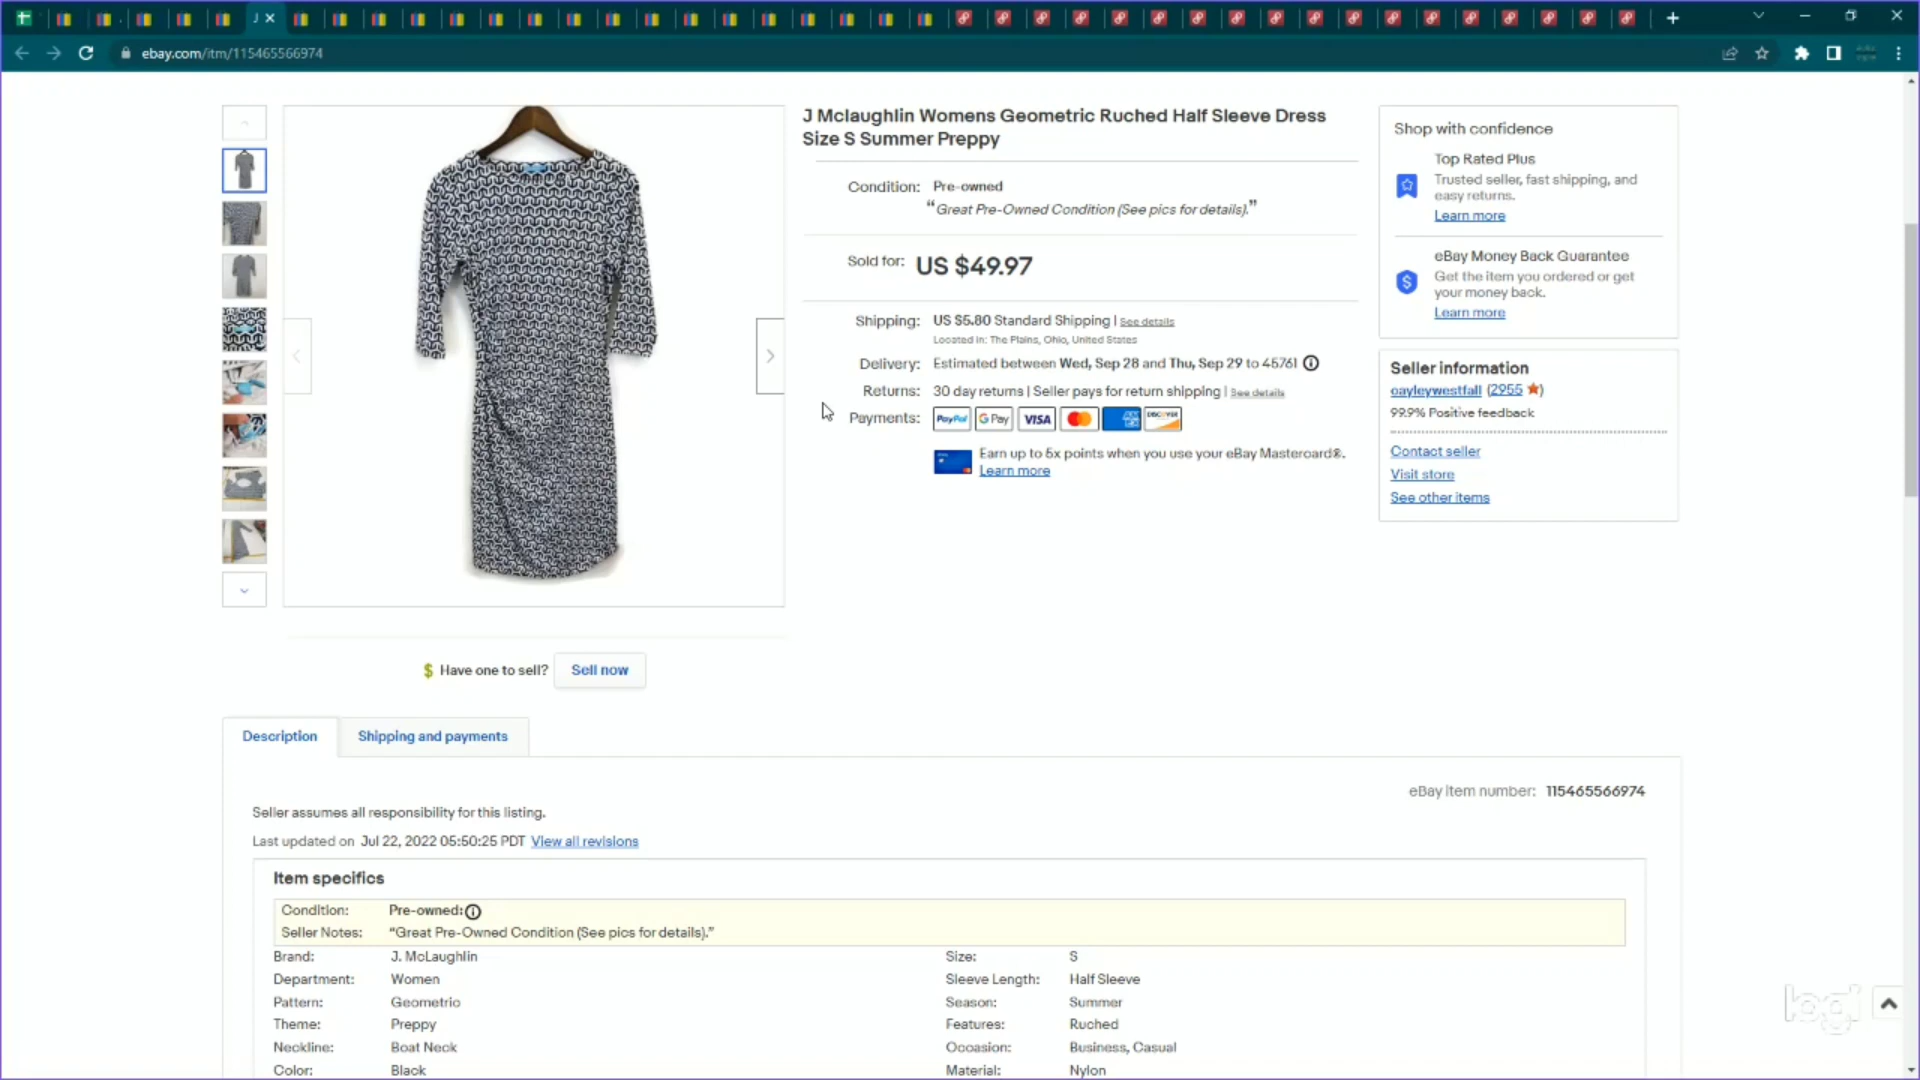 J
ebay.com/itm/115465566974
J Mclaughlin Womens Geometric Ruched Half Sleeve Dress
Size S Summer Preppy
Condition: Pre-owned
“Great Pre-Owned Condition (See pics for details).”
Sold for: US $49.97
Shipping: US $5.80 Standard Shipping | See details
Located in: The Plains, Ohio, United States
Delivery: Estimated between Wed, Sep 28 and Thu, Sep 29 to 45761
Returns: 30 day returns | Seller pays for return shipping | See details
Payments: PayPal G Pay VISA DISCOVER
Earn up to 5x points when you use your eBay Mastercard®.
Learn more
Shop with confidence
Top Rated Plus
Trusted seller, fast shipping, and
easy returns.
Learn more
eBay Money Back Guarantee
Get the item you ordered or get
your money back.
Learn more
Seller information
cayleywestfall (2955)
99.9% Positive feedback
Contact seller
Visit store
See other items
$ Have one to sell? Sell now
Description Shipping and payments
eBay item number: 115465566974
Seller assumes all responsibility for this listing.
Last updated on Jul 22, 2022 05:50:25 PDT View all revisions
Item specifics
Condition: Pre-owned:
Seller Notes: “Great Pre-Owned Condition (See pics for details).”
Brand: J. McLaughlin Size: S
Department: Women Sleeve Length: Half Sleeve
Pattern: Geometric Season: Summer
Theme: Preppy Features: Ruched
Neckline: Boat Neck Occasion: Business, Casual
Color: Black Material: Nylon
logi